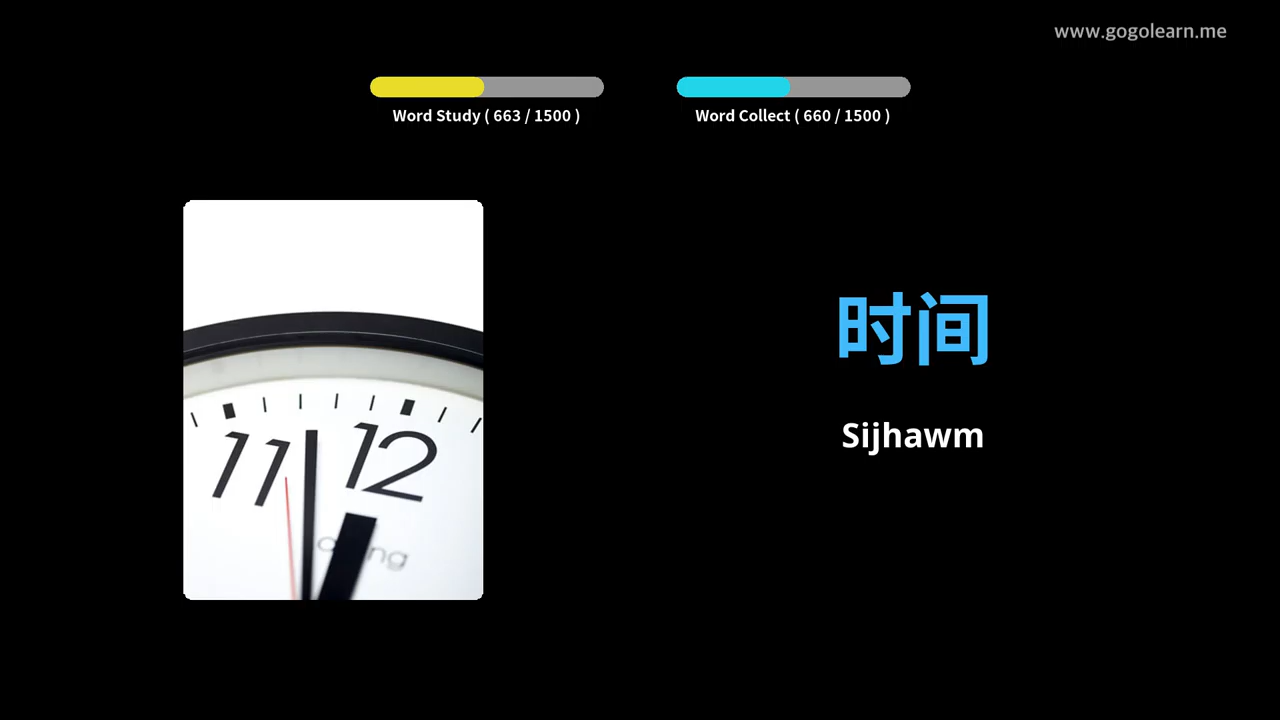 www.gogolearn.me
Word Study ( 663 / 1500 )
Word Collect ( 660 / 1500 )
11
12
时间
Sijhawm